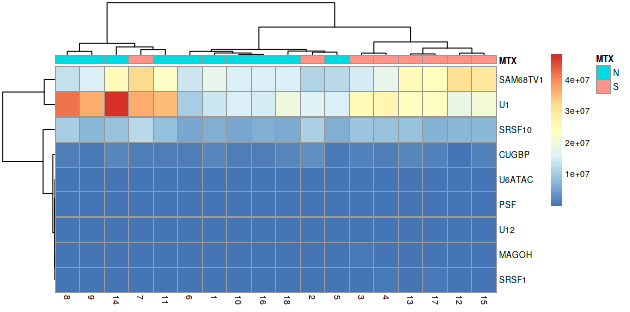 MTX
SAM68TV1
U1
SRSF10
CUGBP
U6ATAC
PSF
U12
MAGOH
SRSF1
8 9 14 7 11 6 1 10 16 18 2 5 3 4 13 17 12 15
4e+07
3e+07
2e+07
1e+07
MTX
N
S